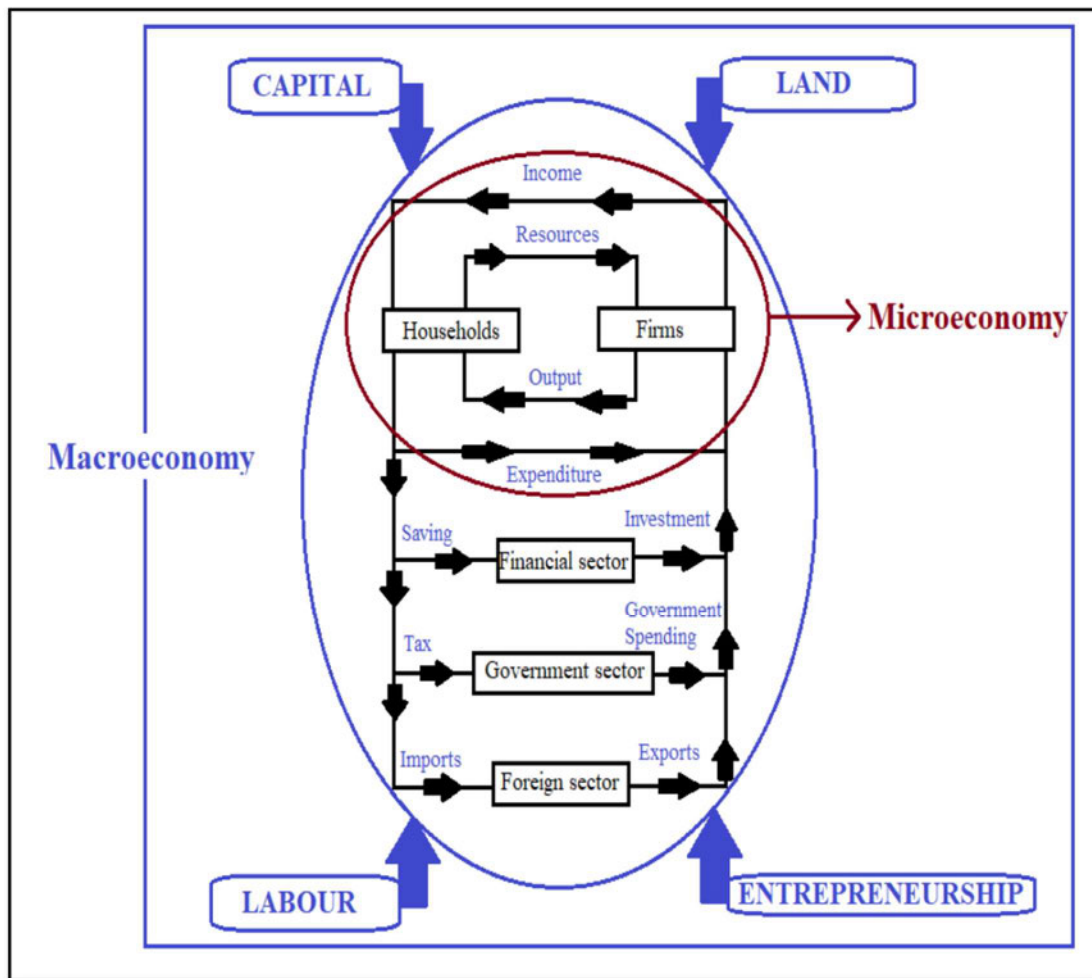 CAPITAL
LAND
Income
Resources
Households
Firms
Microeconomy
Output
Macroeconomy
Expenditure
Saving
Investment
Financial sector
Government
Spending
Tax
Government sector
Imports
Exports
Foreign sector
LABOUR
ENTREPRENEURSHIP